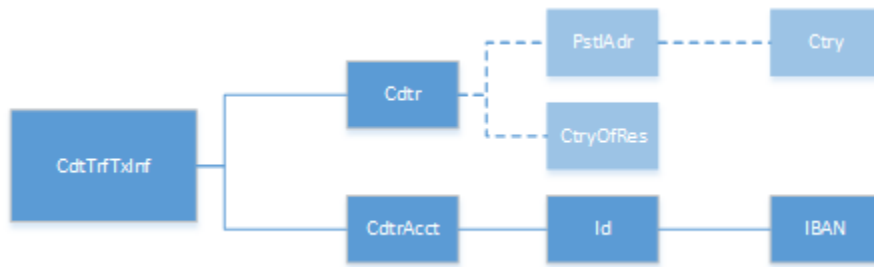 PstlAdr
Ctry
Cdtr
CtryOfRes
CdtTrfTxInf
CdtrAcct
Id
IBAN